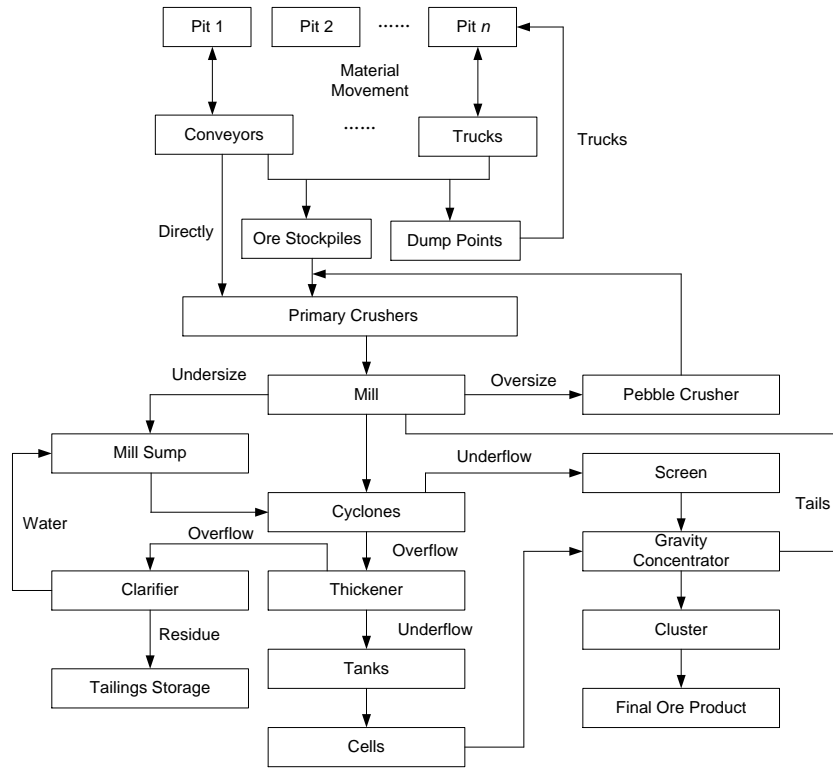 Pit 1
Pit 2
......
Pit n
Material
Movement
Conveyors
......
Trucks
Trucks
Directly
Ore Stockpiles
Dump Points
Primary Crushers
Undersize
Mill
Oversize
Pebble Crusher
Mill Sump
Underflow
Screen
Water
Cyclones
Tails
Overflow
Overflow
Gravity
Concentrator
Clarifier
Thickener
Residue
Underflow
Cluster
Tailings Storage
Tanks
Final Ore Product
Cells